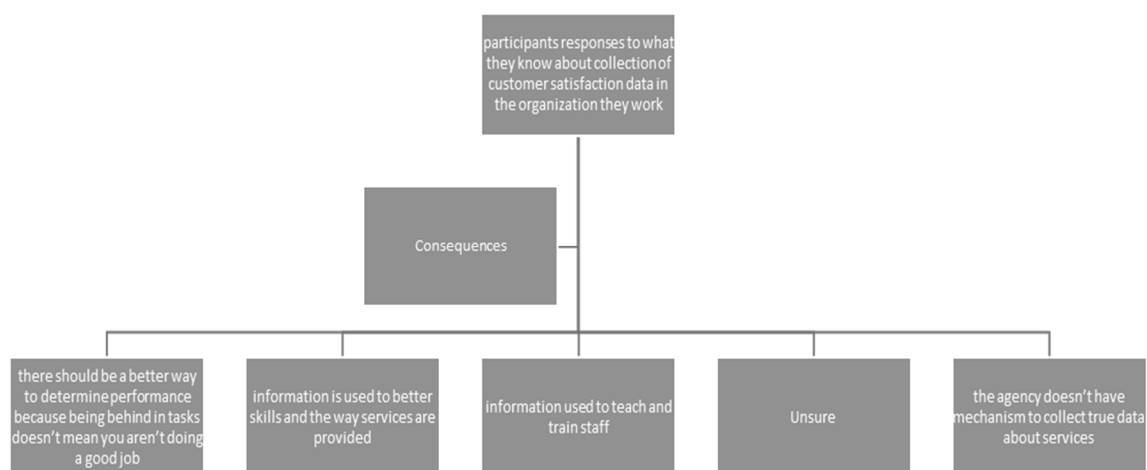 participants responses to what
they know about collection of
customer satisfaction data in
the organization they work
Consequences
there should be a better way
to determine performance
because being behind in tasks
doesn't mean you aren't doing
a good job
information is used to better
skills and the way services are
provided
information used to teach and
train staff
Unsure
the agency doesn't have
mechanism to collect true data
about services